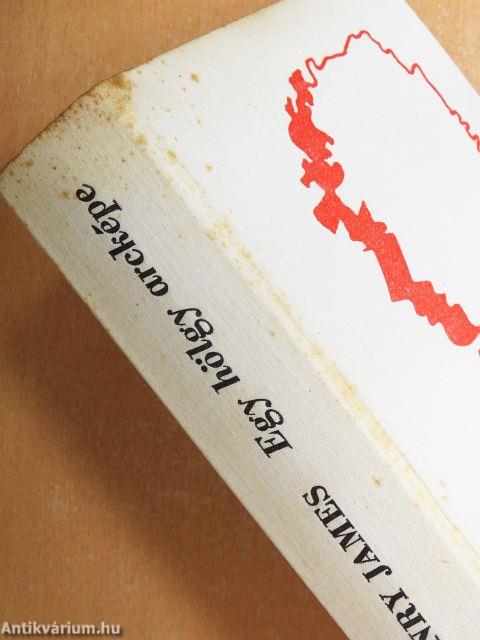 NRY JAMES Egy hölgy arcképe
Antikvárium.hu